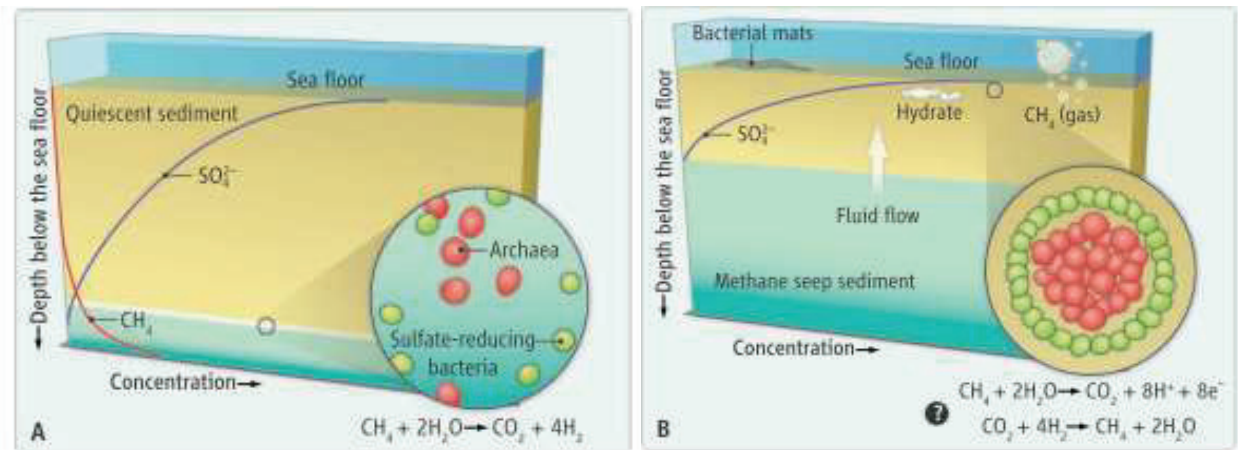 Sea floor
Quiescent sediment
SO₄²⁻
Archaea
CH₄
Sulfate-reducing
bacteria
←Depth below the sea floor
Concentration→
A
CH₄ + 2H₂O→ CO₂ + 4H₂
Bacterial mats
Sea floor
Hydrate
CH₄ (gas)
SO₄²⁻
Fluid flow
Methane seep sediment
←Depth below the sea floor
Concentration→
CH₄ + 2H₂O→ CO₂ + 8H⁺ + 8e⁻
B
?
CO₂ + 4H₂→ CH₄ + 2H₂O